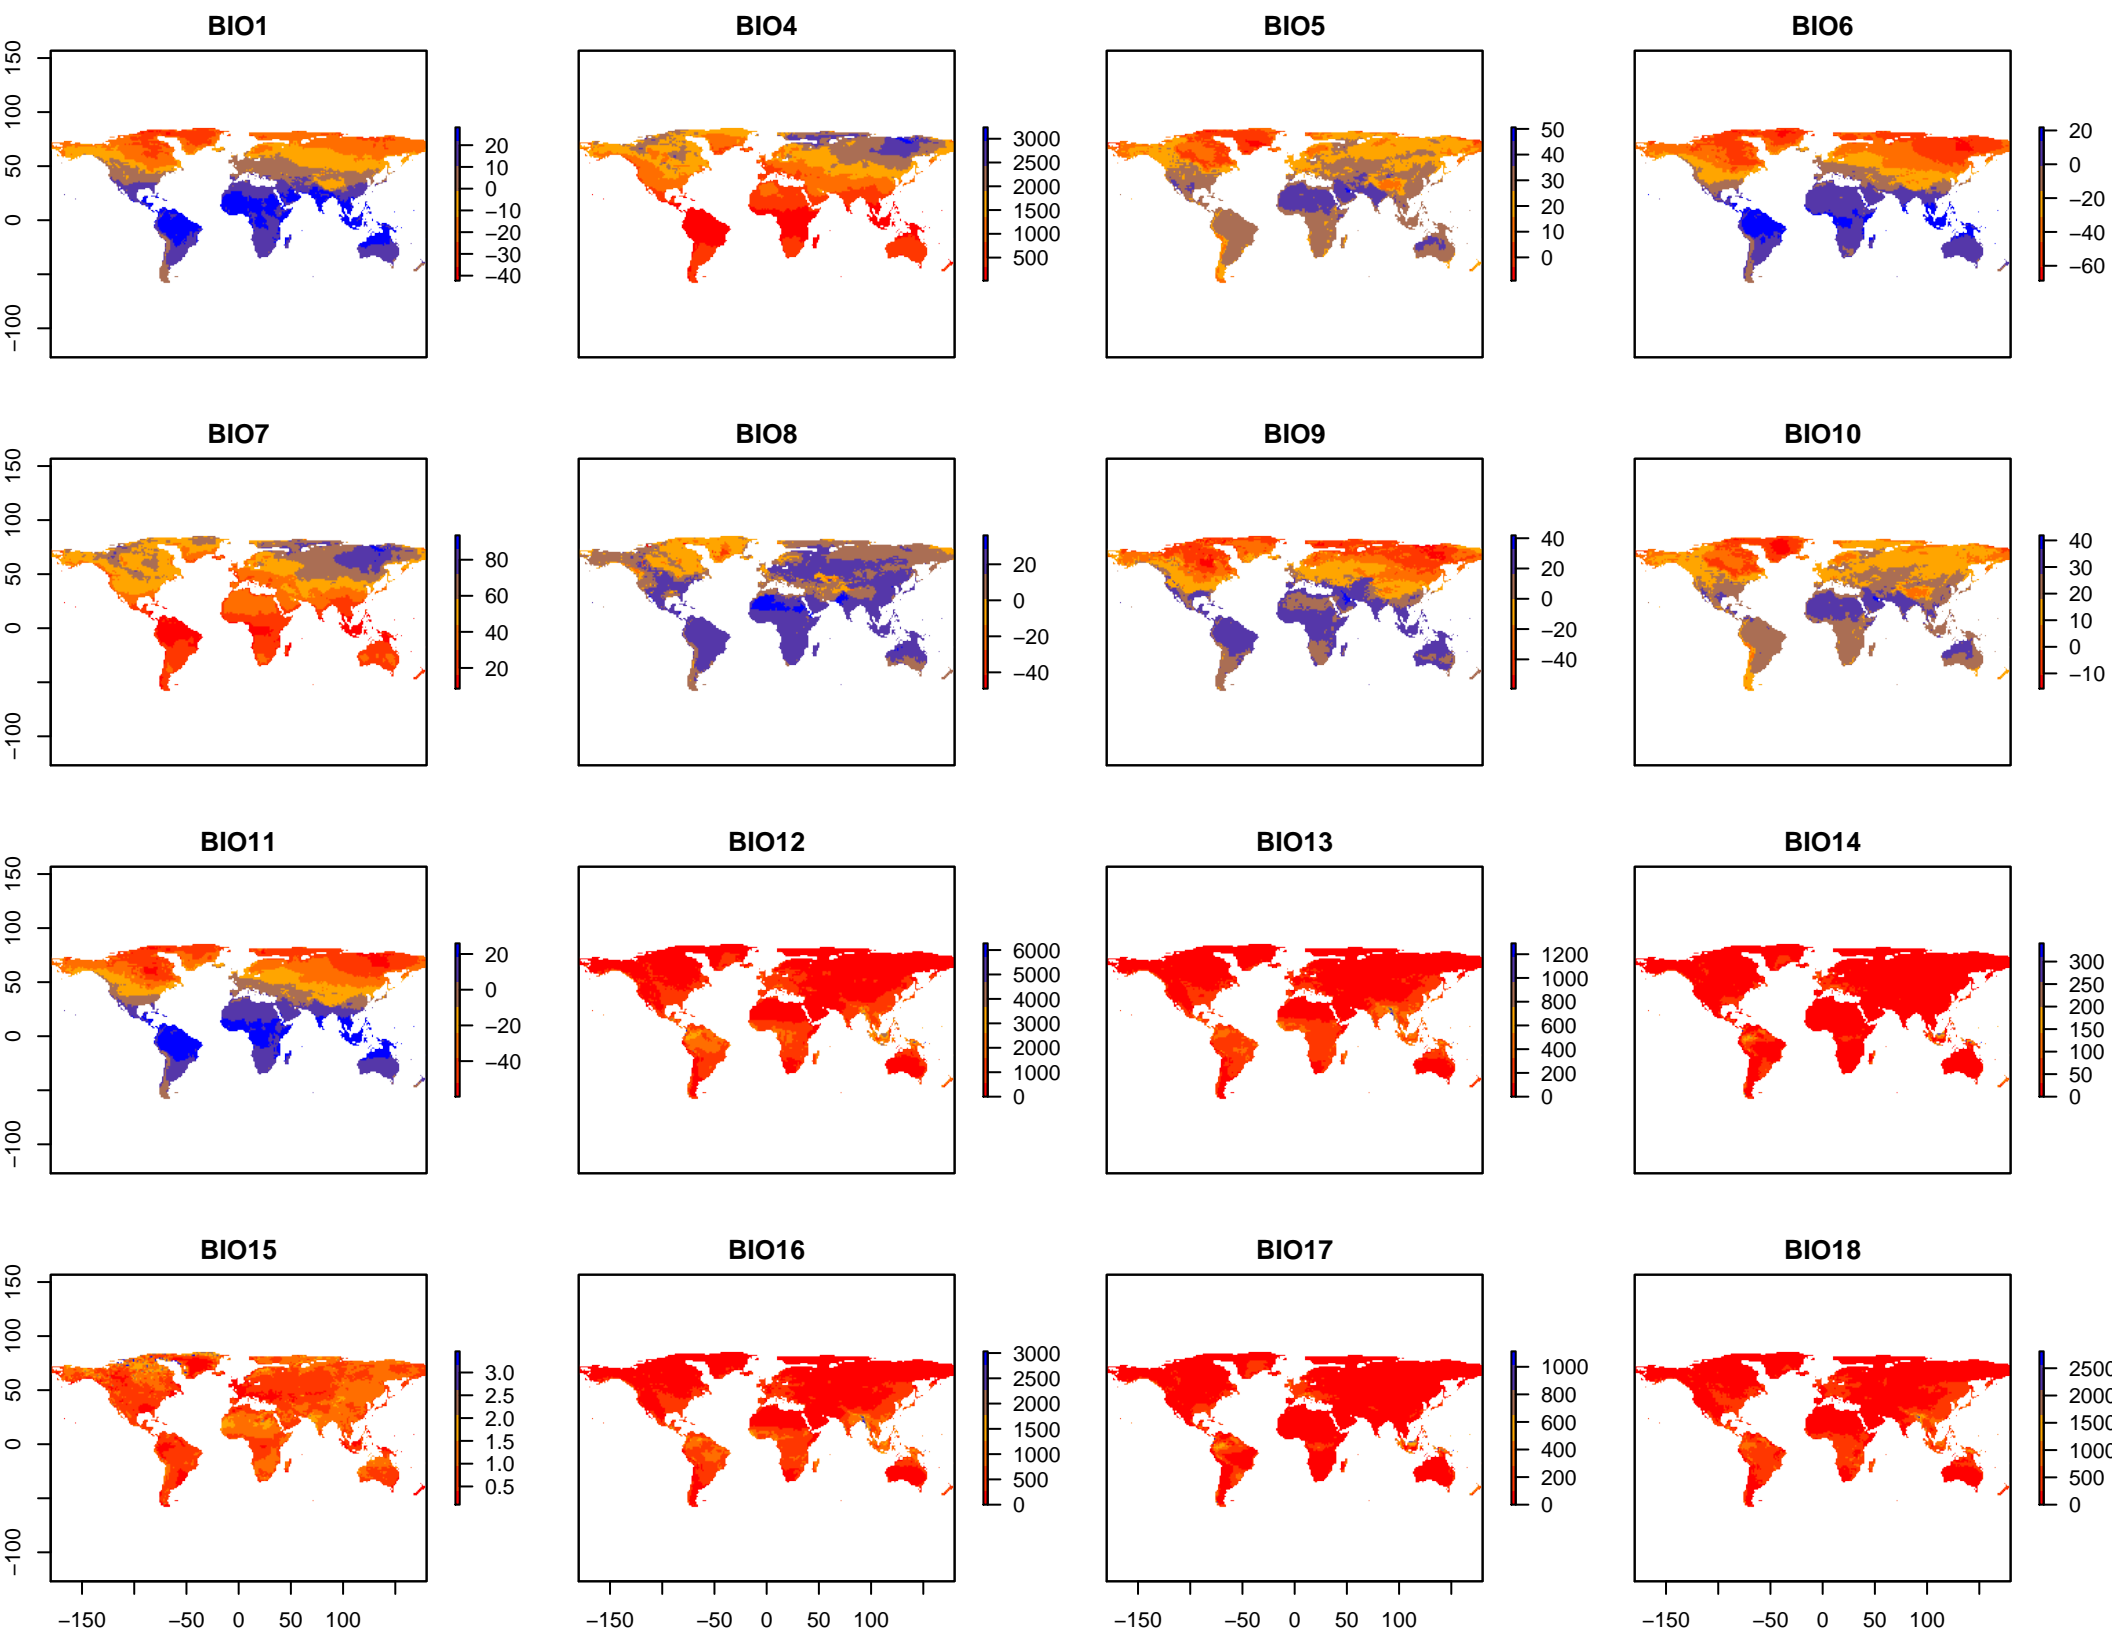 BIO1 BIO4 BIO5 BIO6
150 100 50 0 −100
20 10 0 −10 −20 −30 −40
3000 2500 2000 1500 1000 500
50 40 30 20 10 0
20 0 −20 −40 −60
BIO7 BIO8 BIO9 BIO10
150 100 50 0 −100
80 60 40 20
20 0 −20 −40
40 20 0 −20 −40
40 30 20 10 0 −10
BIO11 BIO12 BIO13 BIO14
150 100 50 0 −100
20 0 −20 −40
6000 5000 4000 3000 2000 1000 0
1200 1000 800 600 400 200 0
300 250 200 150 100 50 0
BIO15 BIO16 BIO17 BIO18
150 100 50 0 −100
3.0 2.5 2.0 1.5 1.0 0.5
3000 2500 2000 1500 1000 500 0
1000 800 600 400 200 0
2500 2000 1500 1000 500 0
−150 −50 0 50 100
−150 −50 0 50 100
−150 −50 0 50 100
−150 −50 0 50 100